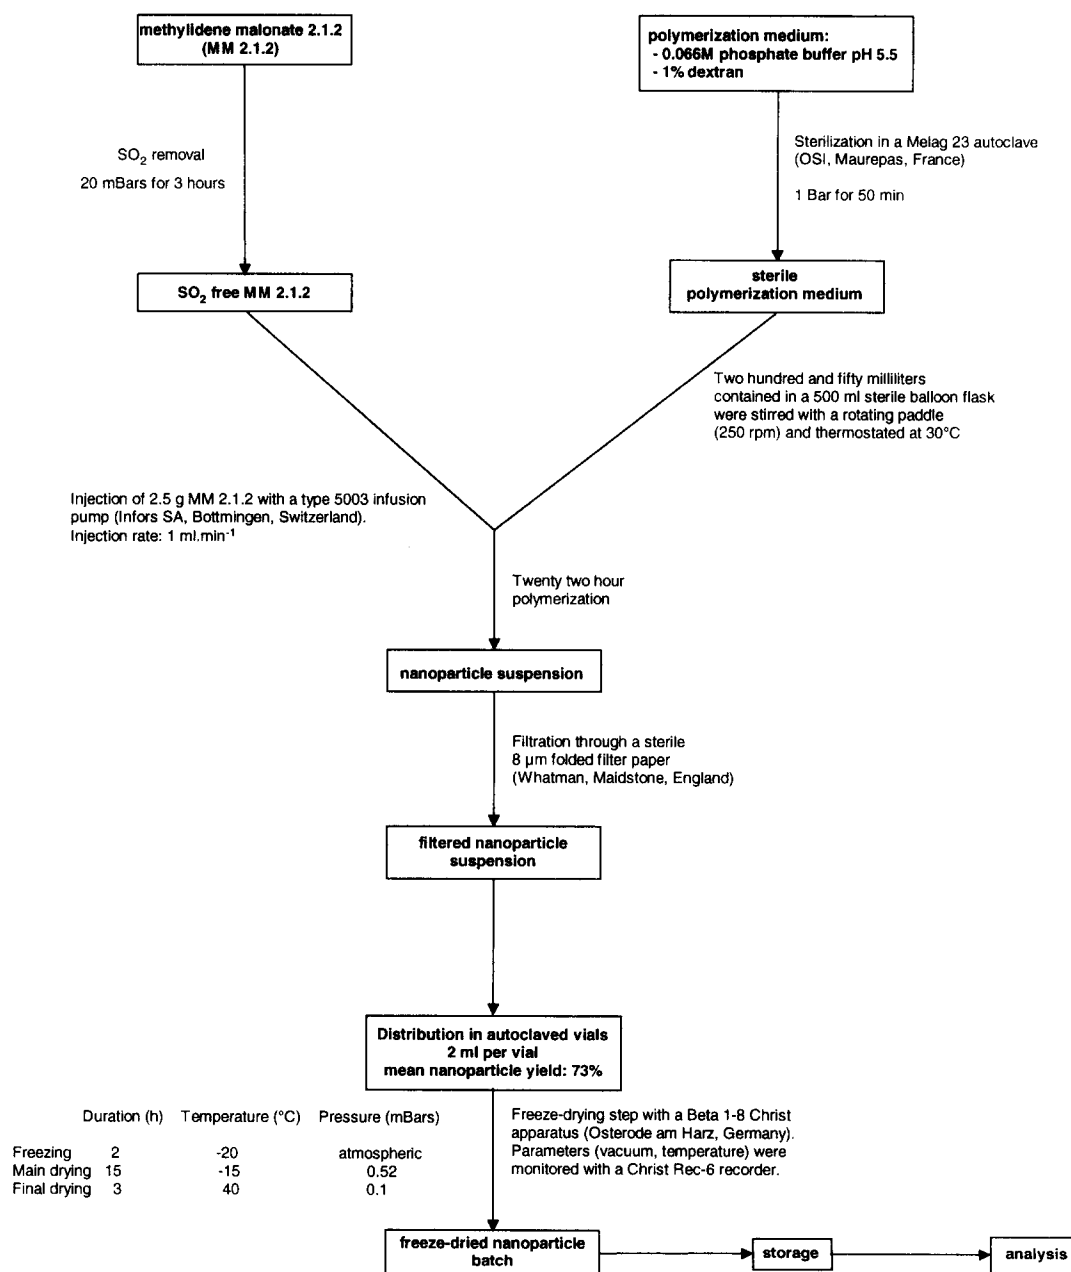 methylidene malonate 2.1.2
(MM 2.1.2)
polymerization medium:
- 0.066M phosphate buffer pH 5.5
- 1% dextran
SO2 removal
20 mBars for 3 hours
Sterilization in a Melag 23 autoclave
(OSI, Maurepas, France)
1 Bar for 50 min
SO2 free MM 2.1.2
sterile
polymerization medium
Two hundred and fifty milliliters
contained in a 500 ml sterile balloon flask
were stirred with a rotating paddle
(250 rpm) and thermostated at 30°C
Injection of 2.5 g MM 2.1.2 with a type 5003 infusion
pump (Infors SA, Bottmingen, Switzerland).
Injection rate: 1 ml.min-1
Twenty two hour
polymerization
nanoparticle suspension
Filtration through a sterile
8 µm folded filter paper
(Whatman, Maidstone, England)
filtered nanoparticle
suspension
Distribution in autoclaved vials
2 ml per vial
mean nanoparticle yield: 73%
Duration (h) Temperature (°C) Pressure (mBars)
Freezing 2 -20 atmospheric
Main drying 15 -15 0.52
Final drying 3 40 0.1
Freeze-drying step with a Beta 1-8 Christ
apparatus (Osterode am Harz, Germany).
Parameters (vacuum, temperature) were
monitored with a Christ Rec-6 recorder.
freeze-dried nanoparticle
batch
storage
analysis